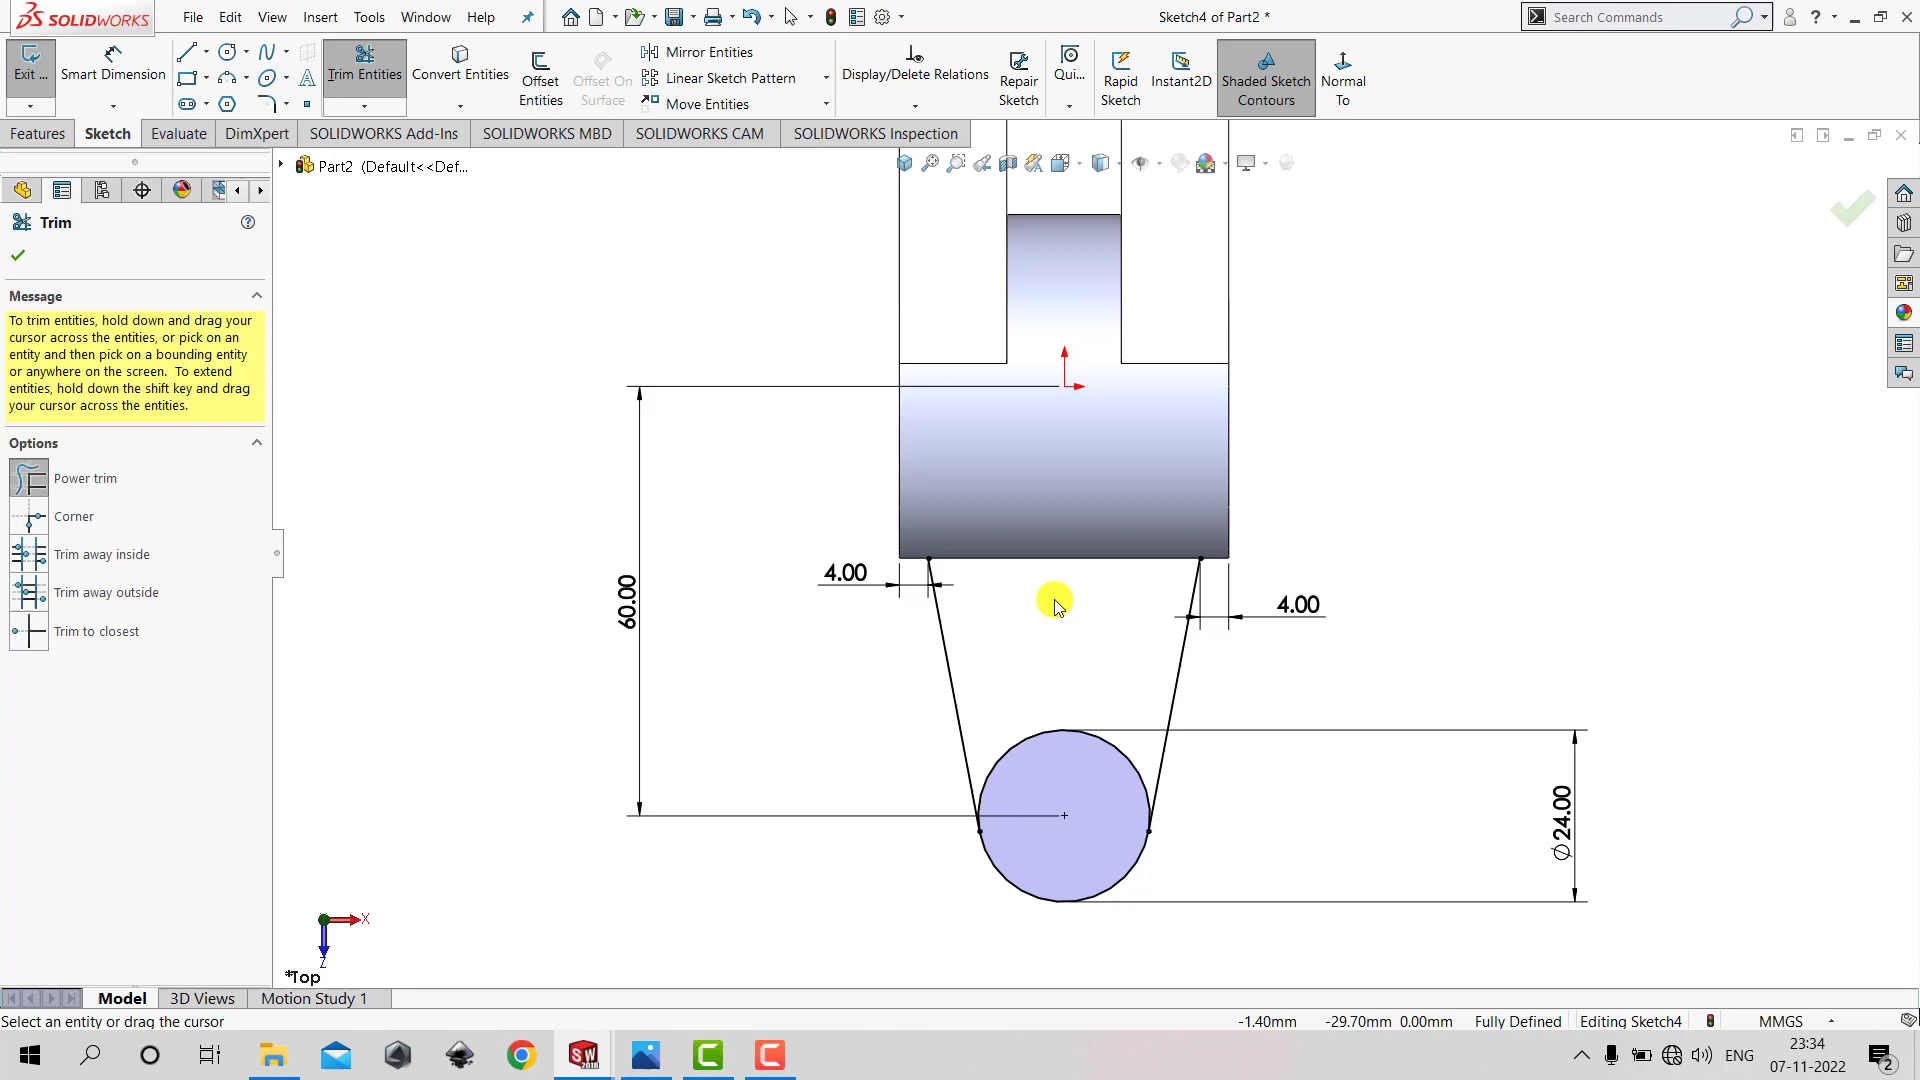 SOLIDWORKS
File Edit View Insert Tools Window Help
Sketch4 of Part2 *
Search Commands
Exit ...
Smart Dimension
Trim Entities
Convert Entities
Offset Entities
Offset On Surface
Mirror Entities
Linear Sketch Pattern
Move Entities
Display/Delete Relations
Repair Sketch
Qui...
Rapid Sketch
Instant2D
Shaded Sketch Contours
Normal To
Features Sketch Evaluate DimXpert SOLIDWORKS Add-Ins SOLIDWORKS MBD SOLIDWORKS CAM SOLIDWORKS Inspection
Part2 (Default<<Def...
Trim
Message
To trim entities, hold down and drag your
cursor across the entities, or pick on an
entity and then pick on a bounding entity
or anywhere on the screen. To extend
entities, hold down the shift key and drag
your cursor across the entities.
Options
Power trim
Corner
Trim away inside
Trim away outside
Trim to closest
4.00
60.00
4.00
∅24.00
X
Z
*Top
Model 3D Views Motion Study 1
Select an entity or drag the cursor
-1.40mm -29.70mm 0.00mm Fully Defined Editing Sketch4 MMGS
ENG
23:34
07-11-2022
2